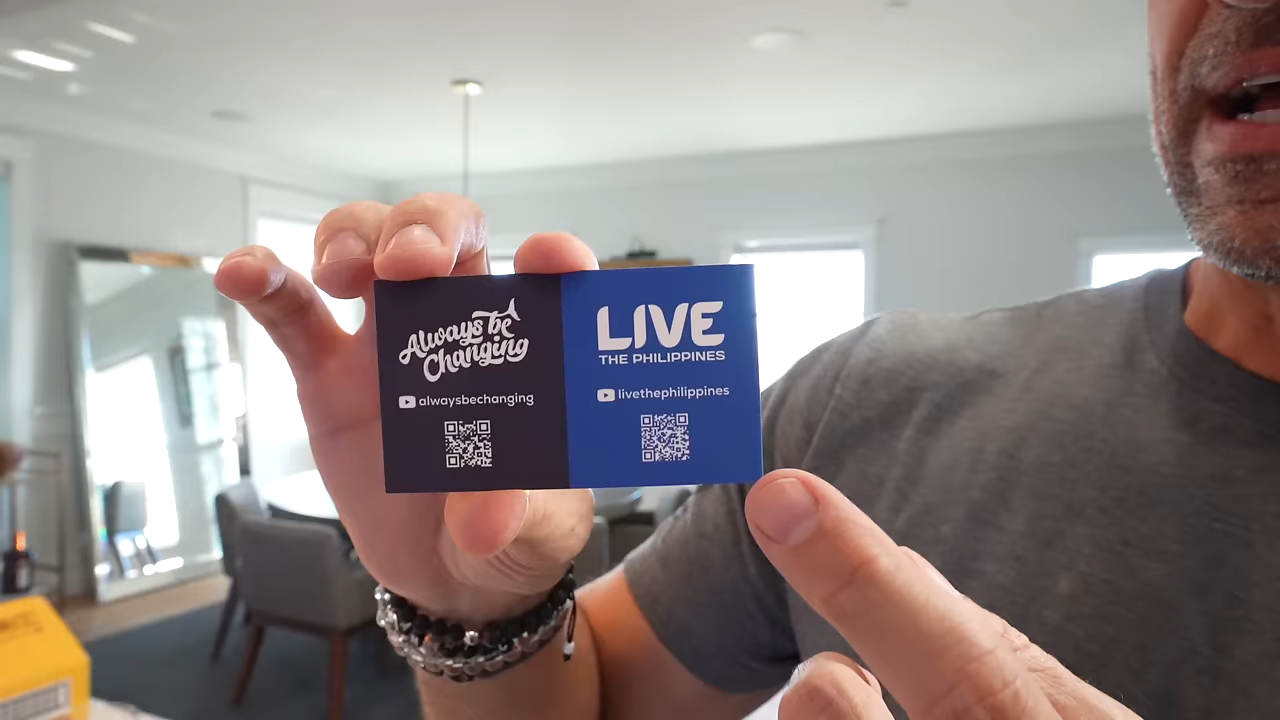 Always be
Changing
alwaysbechanging
LIVE
THE PHILIPPINES
livethephilippines